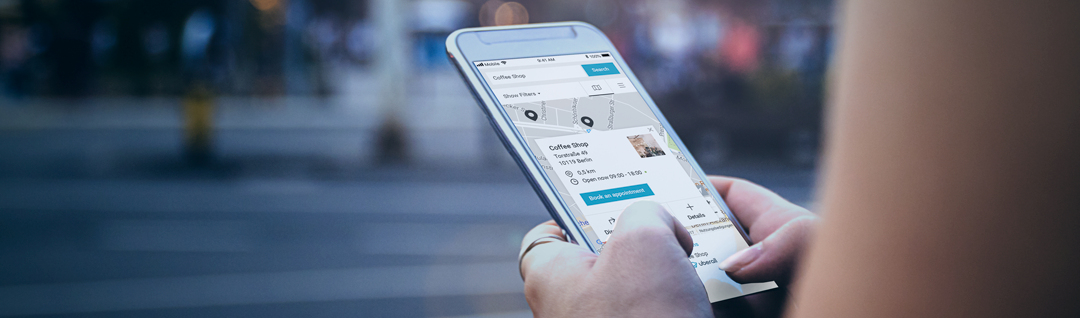 Mobile
9:41 AM
100%
Coffee Shop
Search
Show Filters
Coffee Shop
Torstraße 49
10119 Berlin
0,5 km
Open now 09:00 - 18:00
Book an appointment
Details
Shop
uberall